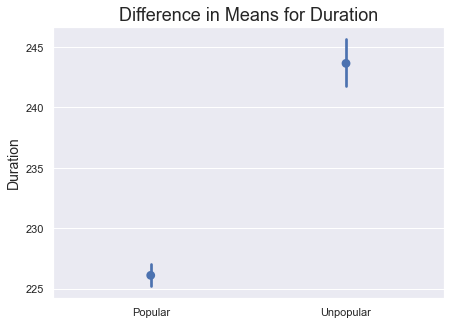 Difference in Means for Duration
Duration
245
240
235
230
225
Popular
Unpopular